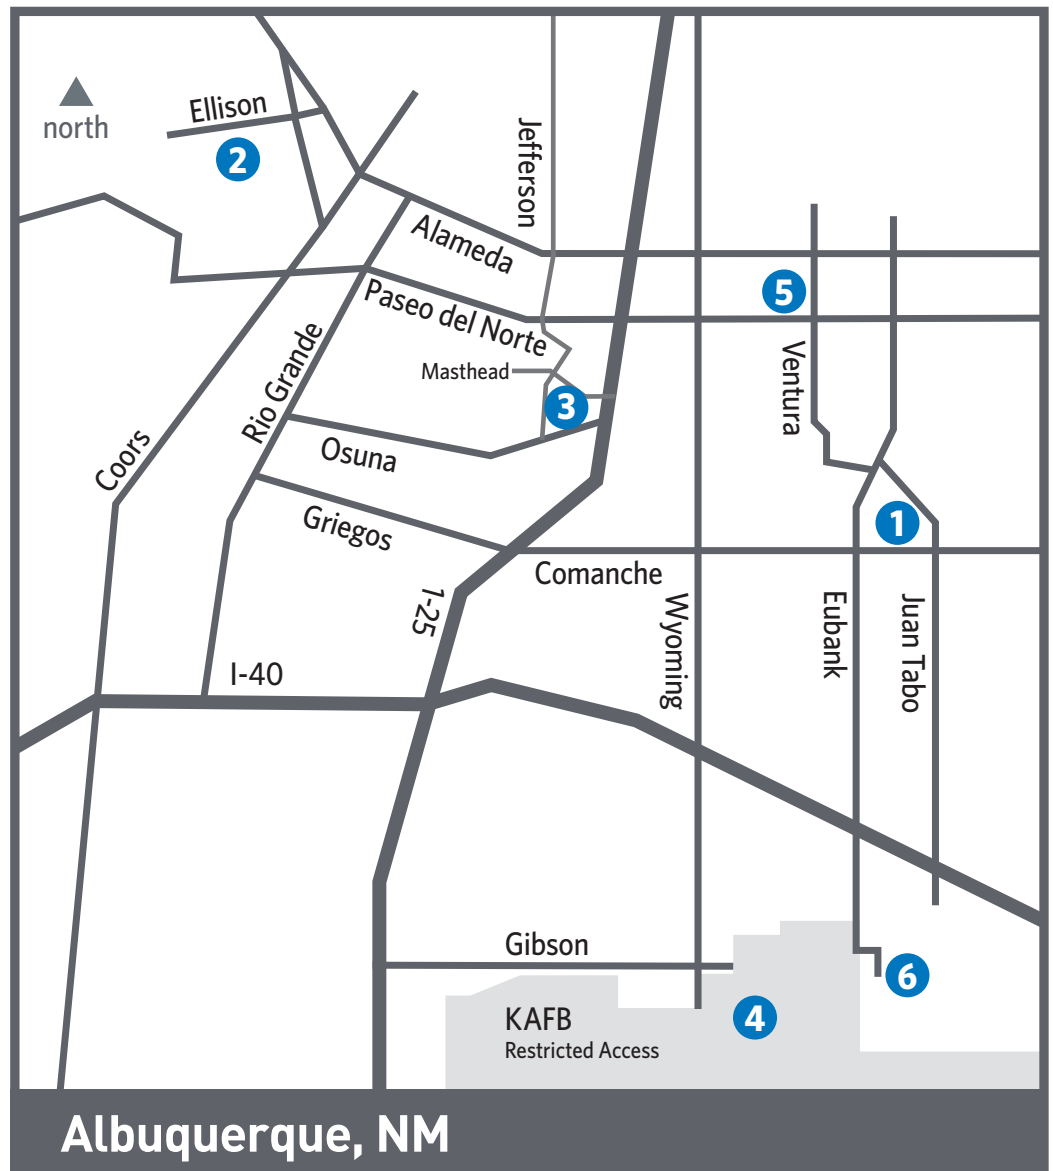 north
Ellison
2
Jefferson
Alameda
5
Paseo del Norte
Masthead
3
Ventura
Rio Grande
Coors
Osuna
1
Griegos
Comanche
1-25
Wyoming
Eubank
Juan Tabo
I-40
Gibson
6
4
KAFB
Restricted Access
Albuquerque, NM